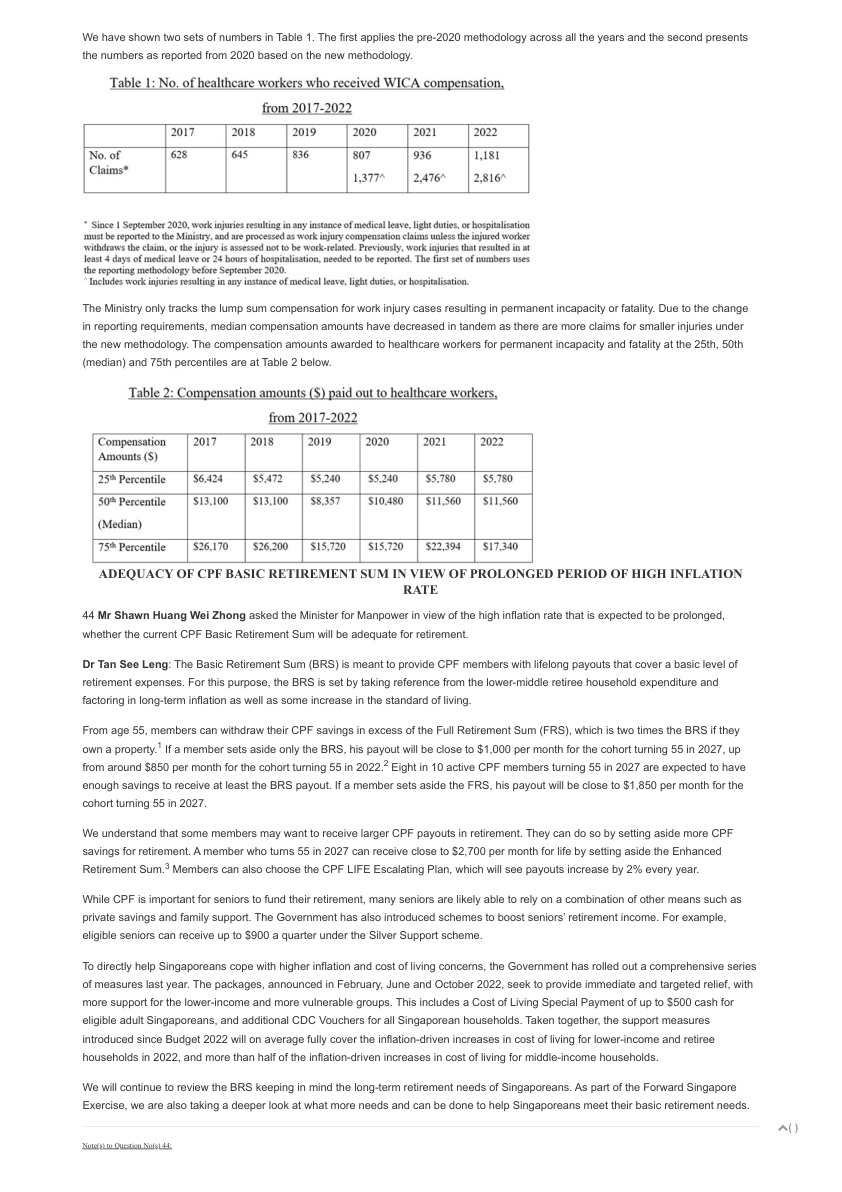 We have shown two sets of numbers in Table 1. The first applies the pre-2020 methodology across all the years and the second presents
the numbers as reported from 2020 based on the new methodology.
Table 1: No. of healthcare workers who received WICA compensation,
from 2017-2022
2017 2018 2019 2020 2021 2022
No. of Claims* 628 645 836 807 936 1,181
1,377^ 2,476^ 2,816^
* Since 1 September 2020, work injuries resulting in any instance of medical leave, light duties, or hospitalisation
must be reported to the Ministry, and are processed as work injury compensation claims unless the injured worker
withdraws the claim, or the injury is assessed not to be work-related. Previously, work injuries that resulted in at
least 4 days of medical leave or 24 hours of hospitalisation, needed to be reported. The first set of numbers uses
the reporting methodology before September 2020.
^ Includes work injuries resulting in any instance of medical leave, light duties, or hospitalisation.
The Ministry only tracks the lump sum compensation for work injury cases resulting in permanent incapacity or fatality. Due to the change
in reporting requirements, median compensation amounts have decreased in tandem as there are more claims for smaller injuries under
the new methodology. The compensation amounts awarded to healthcare workers for permanent incapacity and fatality at the 25th, 50th
(median) and 75th percentiles are at Table 2 below.
Table 2: Compensation amounts ($) paid out to healthcare workers,
from 2017-2022
Compensation Amounts ($) 2017 2018 2019 2020 2021 2022
25th Percentile $6,424 $5,472 $5,240 $5,240 $5,780 $5,780
50th Percentile (Median) $13,100 $13,100 $8,357 $10,480 $11,560 $11,560
75th Percentile $26,170 $26,200 $15,720 $15,720 $22,394 $17,340
ADEQUACY OF CPF BASIC RETIREMENT SUM IN VIEW OF PROLONGED PERIOD OF HIGH INFLATION
RATE
44 Mr Shawn Huang Wei Zhong asked the Minister for Manpower in view of the high inflation rate that is expected to be prolonged,
whether the current CPF Basic Retirement Sum will be adequate for retirement.
Dr Tan See Leng: The Basic Retirement Sum (BRS) is meant to provide CPF members with lifelong payouts that cover a basic level of
retirement expenses. For this purpose, the BRS is set by taking reference from the lower-middle retiree household expenditure and
factoring in long-term inflation as well as some increase in the standard of living.
From age 55, members can withdraw their CPF savings in excess of the Full Retirement Sum (FRS), which is two times the BRS if they
own a property.1 If a member sets aside only the BRS, his payout will be close to $1,000 per month for the cohort turning 55 in 2027, up
from around $850 per month for the cohort turning 55 in 2022.2 Eight in 10 active CPF members turning 55 in 2027 are expected to have
enough savings to receive at least the BRS payout. If a member sets aside the FRS, his payout will be close to $1,850 per month for the
cohort turning 55 in 2027.
We understand that some members may want to receive larger CPF payouts in retirement. They can do so by setting aside more CPF
savings for retirement. A member who turns 55 in 2027 can receive close to $2,700 per month for life by setting aside the Enhanced
Retirement Sum.3 Members can also choose the CPF LIFE Escalating Plan, which will see payouts increase by 2% every year.
While CPF is important for seniors to fund their retirement, many seniors are likely able to rely on a combination of other means such as
private savings and family support. The Government has also introduced schemes to boost seniors' retirement income. For example,
eligible seniors can receive up to $900 a quarter under the Silver Support scheme.
To directly help Singaporeans cope with higher inflation and cost of living concerns, the Government has rolled out a comprehensive series
of measures last year. The packages, announced in February, June and October 2022, seek to provide immediate and targeted relief, with
more support for the lower-income and more vulnerable groups. This includes a Cost of Living Special Payment of up to $500 cash for
eligible adult Singaporeans, and additional CDC Vouchers for all Singaporean households. Taken together, the support measures
introduced since Budget 2022 will on average fully cover the inflation-driven increases in cost of living for lower-income and retiree
households in 2022, and more than half of the inflation-driven increases in cost of living for middle-income households.
We will continue to review the BRS keeping in mind the long-term retirement needs of Singaporeans. As part of the Forward Singapore
Exercise, we are also taking a deeper look at what more needs and can be done to help Singaporeans meet their basic retirement needs.
( )
Note(s) to Question No(s) 44: